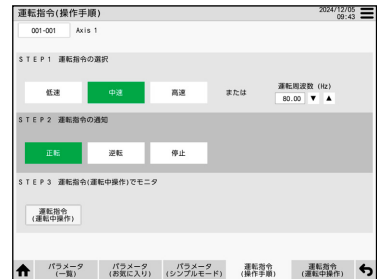 運転指令(操作手順)
2024/12/05
09:43
001-001 Axis 1
STEP1 運転指令の選択
低速 中速 高速 または
運転周波数 (Hz)
80.00 ▼ ▲
STEP2 運転指令の通知
正転 逆転 停止
STEP3 運転指令(運転中操作)でモニタ
運転指令
(運転中操作)
パラメータ
(一覧)
パラメータ
(お気に入り)
パラメータ
(シンプルモード)
運転指令
(操作手順)
運転指令
(運転中操作)